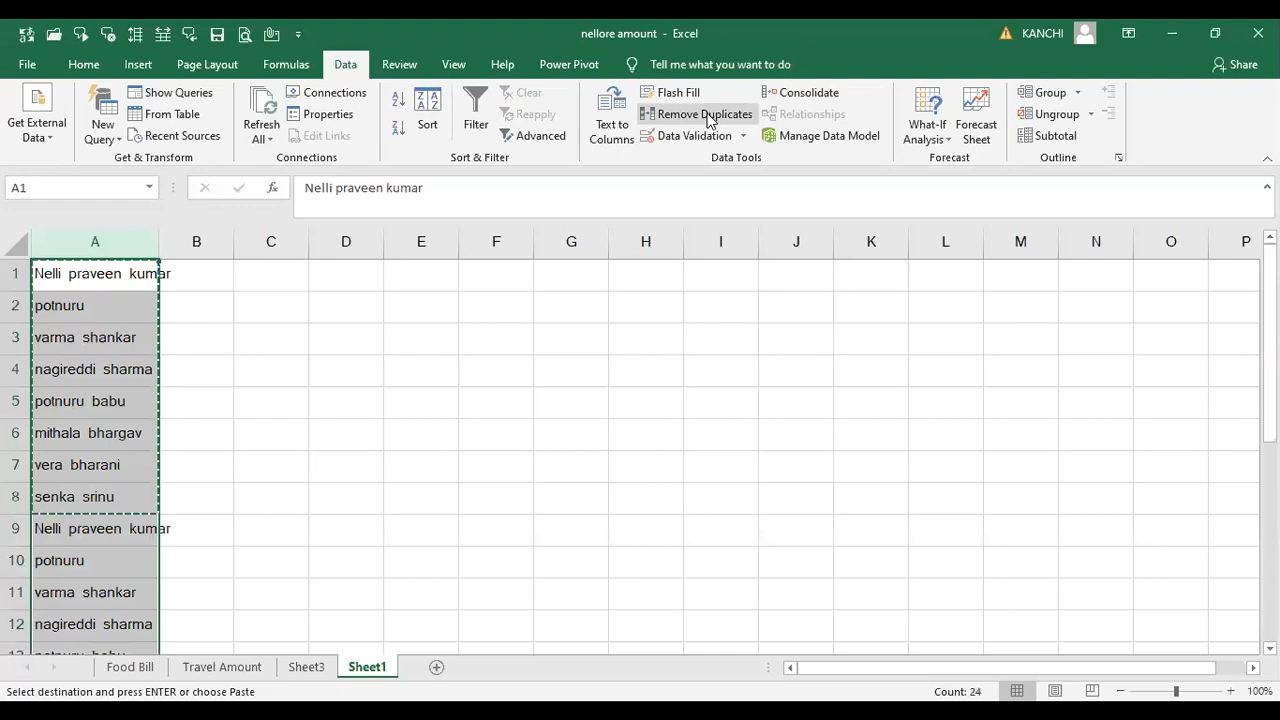 nellore amount - Excel
KANCHI
File Home Insert Page Layout Formulas Data Review View Help Power Pivot Tell me what you want to do Share
Get External Data
New Query
Show Queries
From Table
Recent Sources
Get & Transform
Refresh All
Connections
Properties
Edit Links
Connections
Sort
Filter
Clear
Reapply
Advanced
Sort & Filter
Text to Columns
Flash Fill
Remove Duplicates
Data Validation
Consolidate
Relationships
Manage Data Model
Data Tools
What-If Analysis
Forecast Sheet
Forecast
Group
Ungroup
Subtotal
Outline
A1
fx
Nelli praveen kumar
A B C D E F G H I J K L M N O P
1 Nelli praveen kumar
2 potnuru
3 varma shankar
4 nagireddi sharma
5 potnuru babu
6 mithala bhargav
7 vera bharani
8 senka srinu
9 Nelli praveen kumar
10 potnuru
11 varma shankar
12 nagireddi sharma
Food Bill Travel Amount Sheet3 Sheet1
Select destination and press ENTER or choose Paste
Count: 24
100%